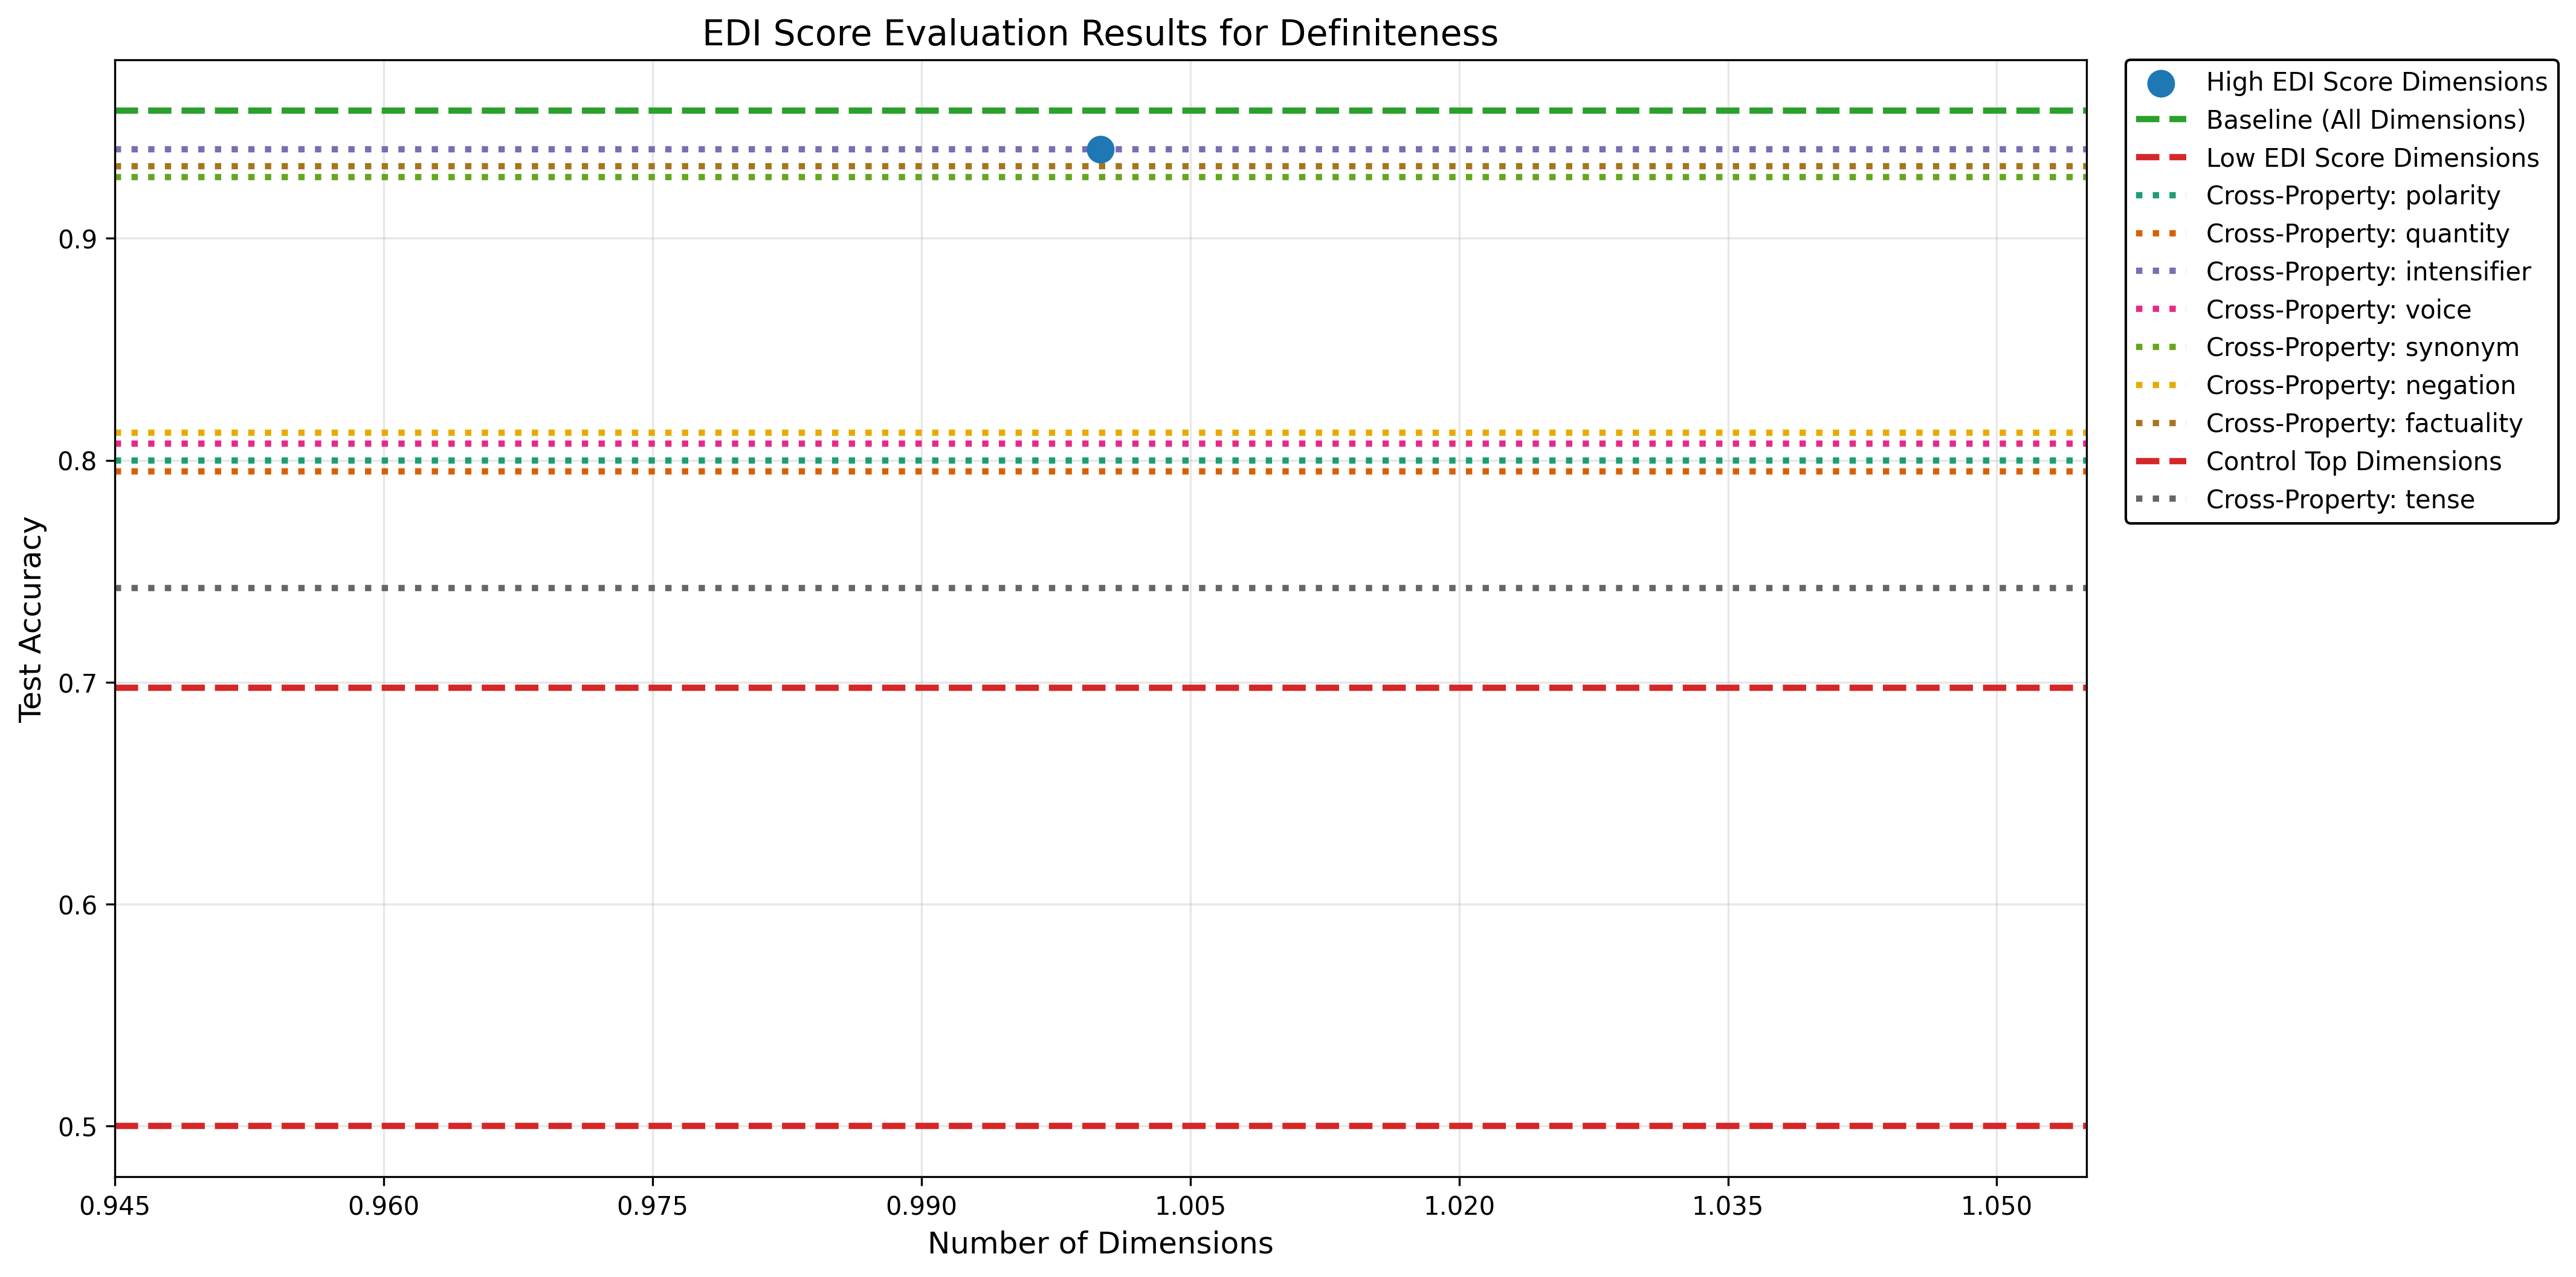 EDI Score Evaluation Results for Definiteness
High EDI Score Dimensions
Baseline (All Dimensions)
Low EDI Score Dimensions
Cross-Property: polarity
Cross-Property: quantity
Cross-Property: intensifier
Cross-Property: voice
Cross-Property: synonym
Cross-Property: negation
Cross-Property: factuality
Control Top Dimensions
Cross-Property: tense
Test Accuracy
0.9
0.8
0.7
0.6
0.5
0.945 0.960 0.975 0.990 1.005 1.020 1.035 1.050
Number of Dimensions